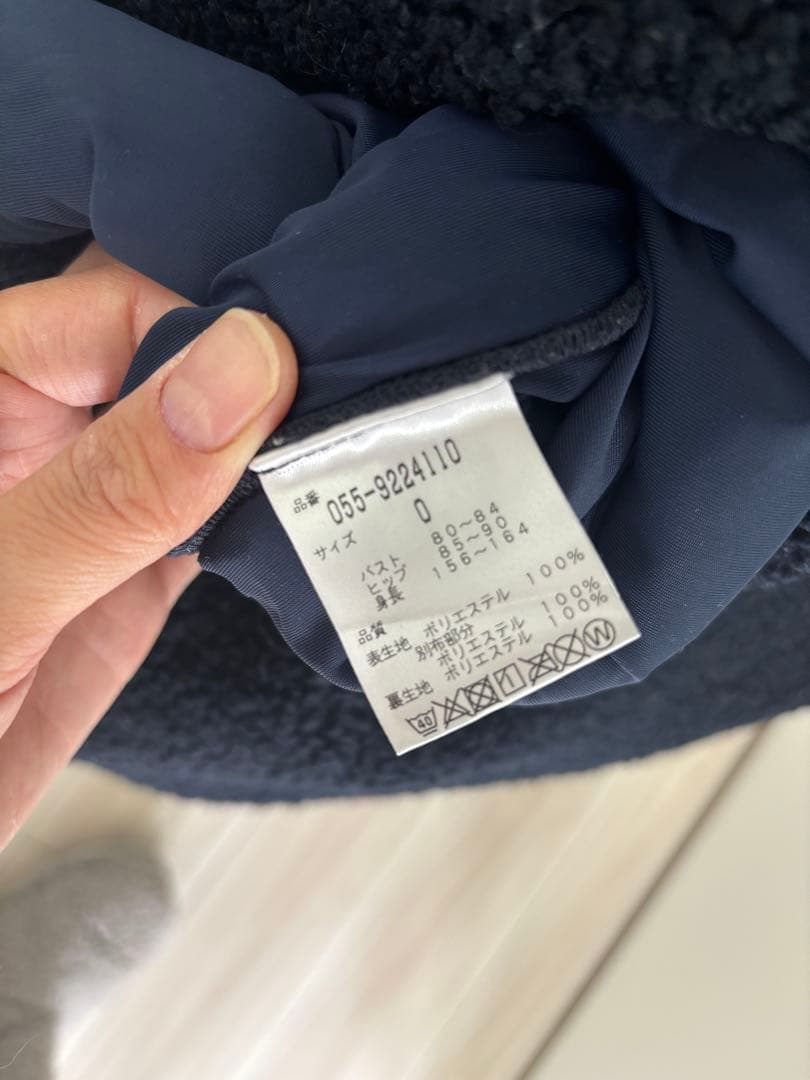 品番 055-9224110
サイズ 0
バスト 80~84
ヒップ 85~90
身長 156~164
品質
表生地 ポリエステル 100%
別布部分
ポリエステル 100%
裏生地 ポリエステル 100%
40
W